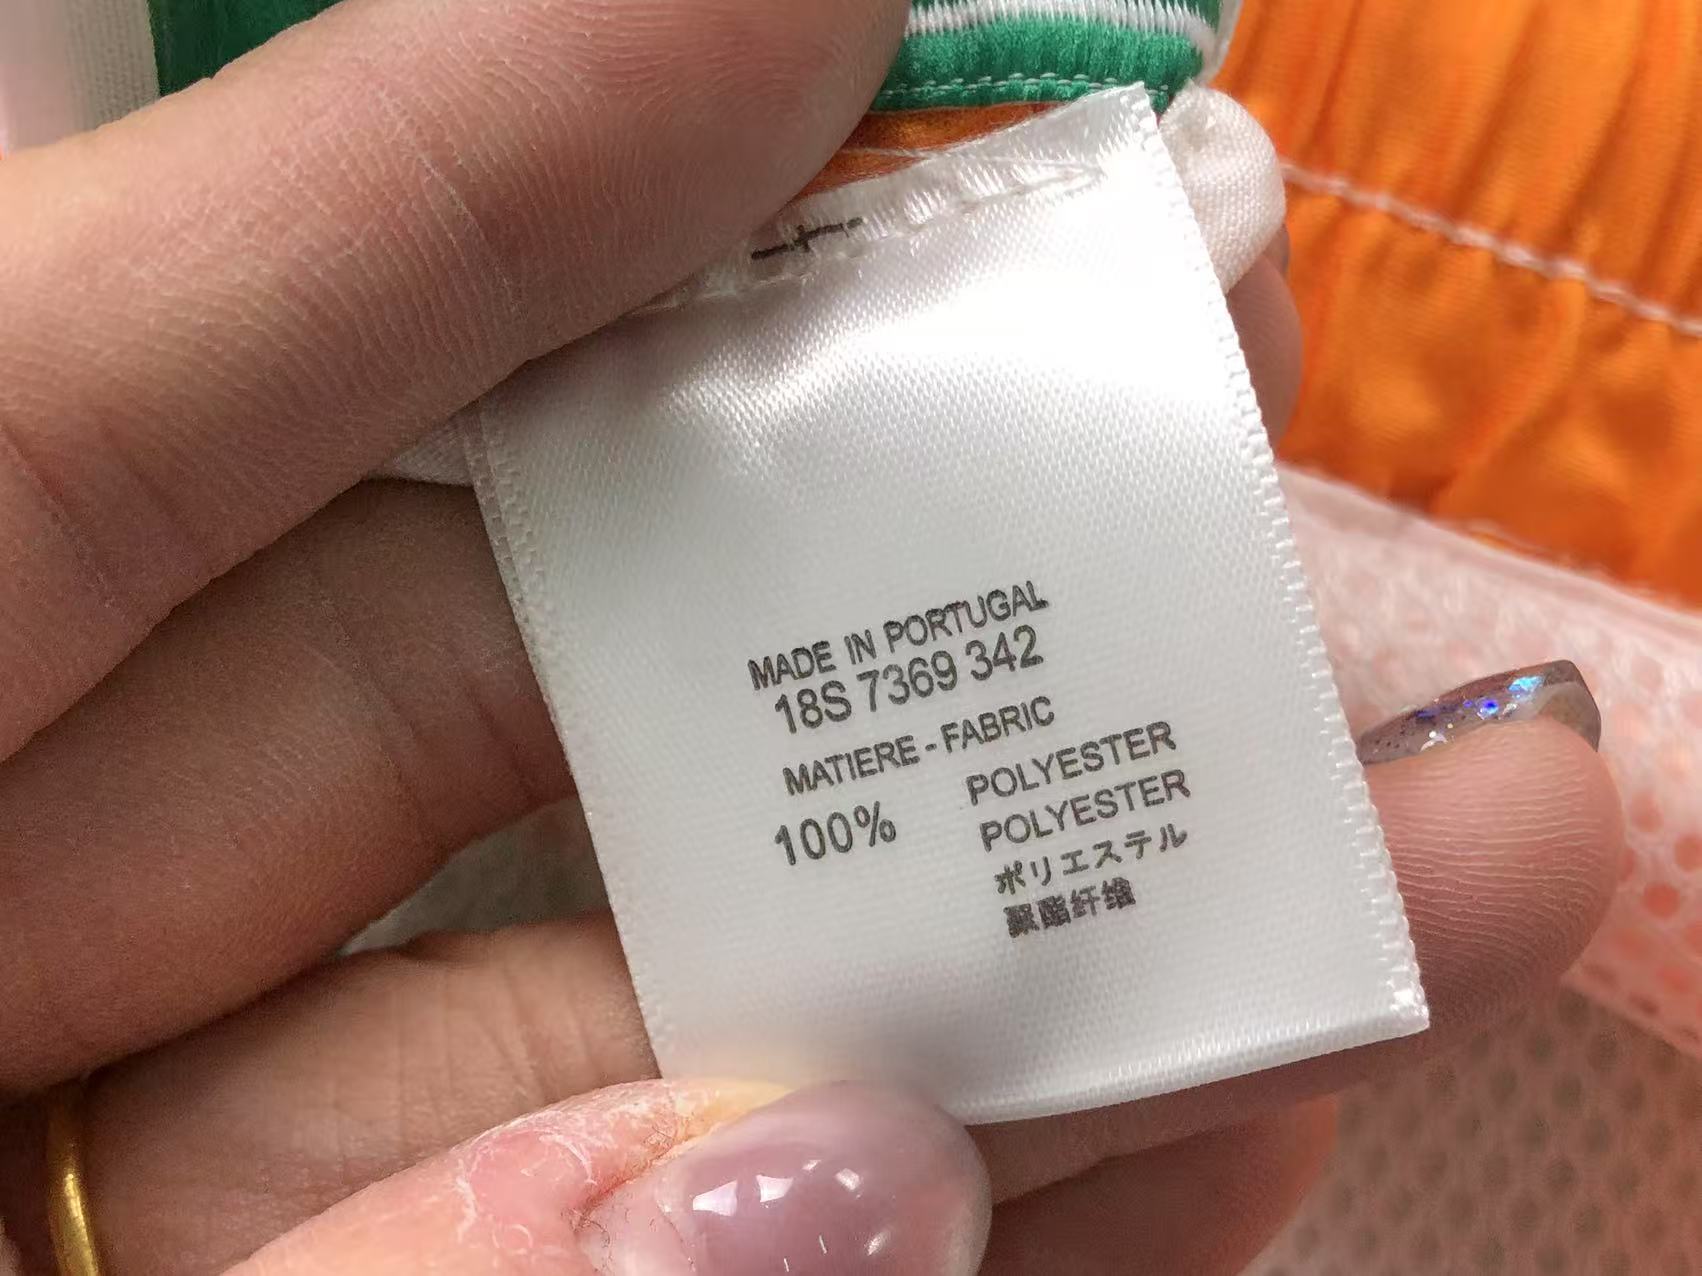 MADE IN PORTUGAL
18S 7369 342
MATIERE - FABRIC
100% POLYESTER
POLYESTER
ポリエステル
聚酯纤维